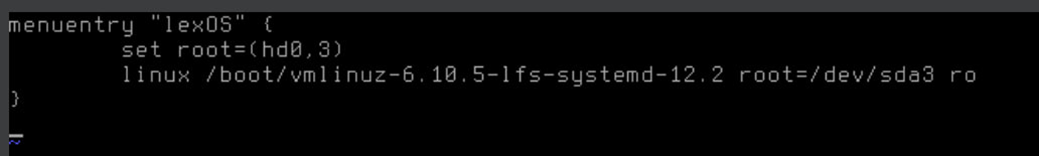 menuentry "lexOS" {
        set root=(hd0,3)
        linux /boot/vmlinuz-6.10.5-lfs-systemd-12.2 root=/dev/sda3 ro
}
~